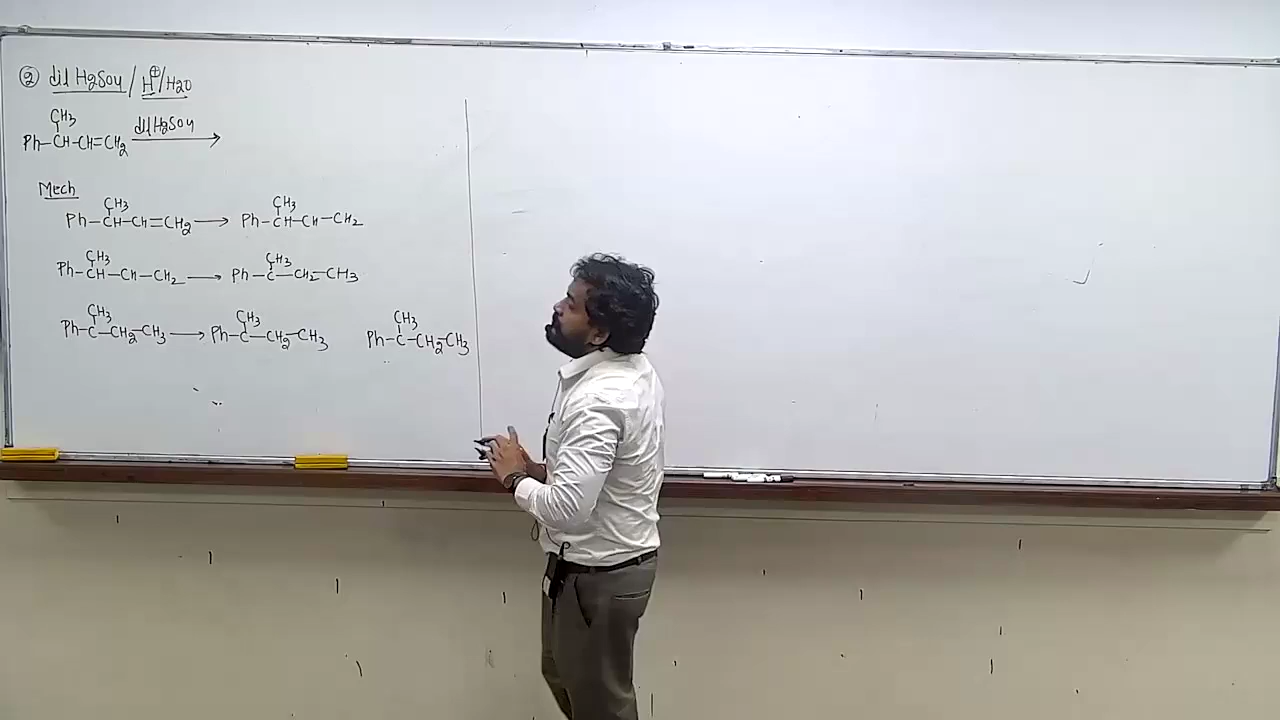 ② dil H2SO4 / H⊕/H2O
CH3
Ph-CH-CH=CH2 dil H2SO4 ⟶
Mech
CH3 CH3
Ph-CH-CH=CH2 ⟶ Ph-CH-CH-CH2
CH3 CH3
Ph-CH-CH-CH2 ⟶ Ph-C-CH2-CH3
CH3 CH3 CH3
Ph-C-CH2-CH3 ⟶ Ph-C-CH2-CH3 Ph-C-CH2-CH3